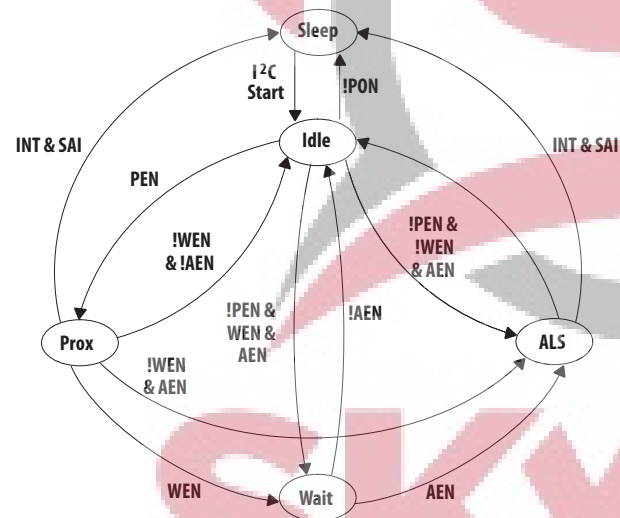 Sleep
I²C
Start
!PON
Idle
INT & SAI
INT & SAI
PEN
!WEN
& !AEN
!PEN &
!WEN
& AEN
!PEN &
WEN &
AEN
!AEN
Prox
ALS
!WEN
& AEN
WEN
AEN
Wait
SKY